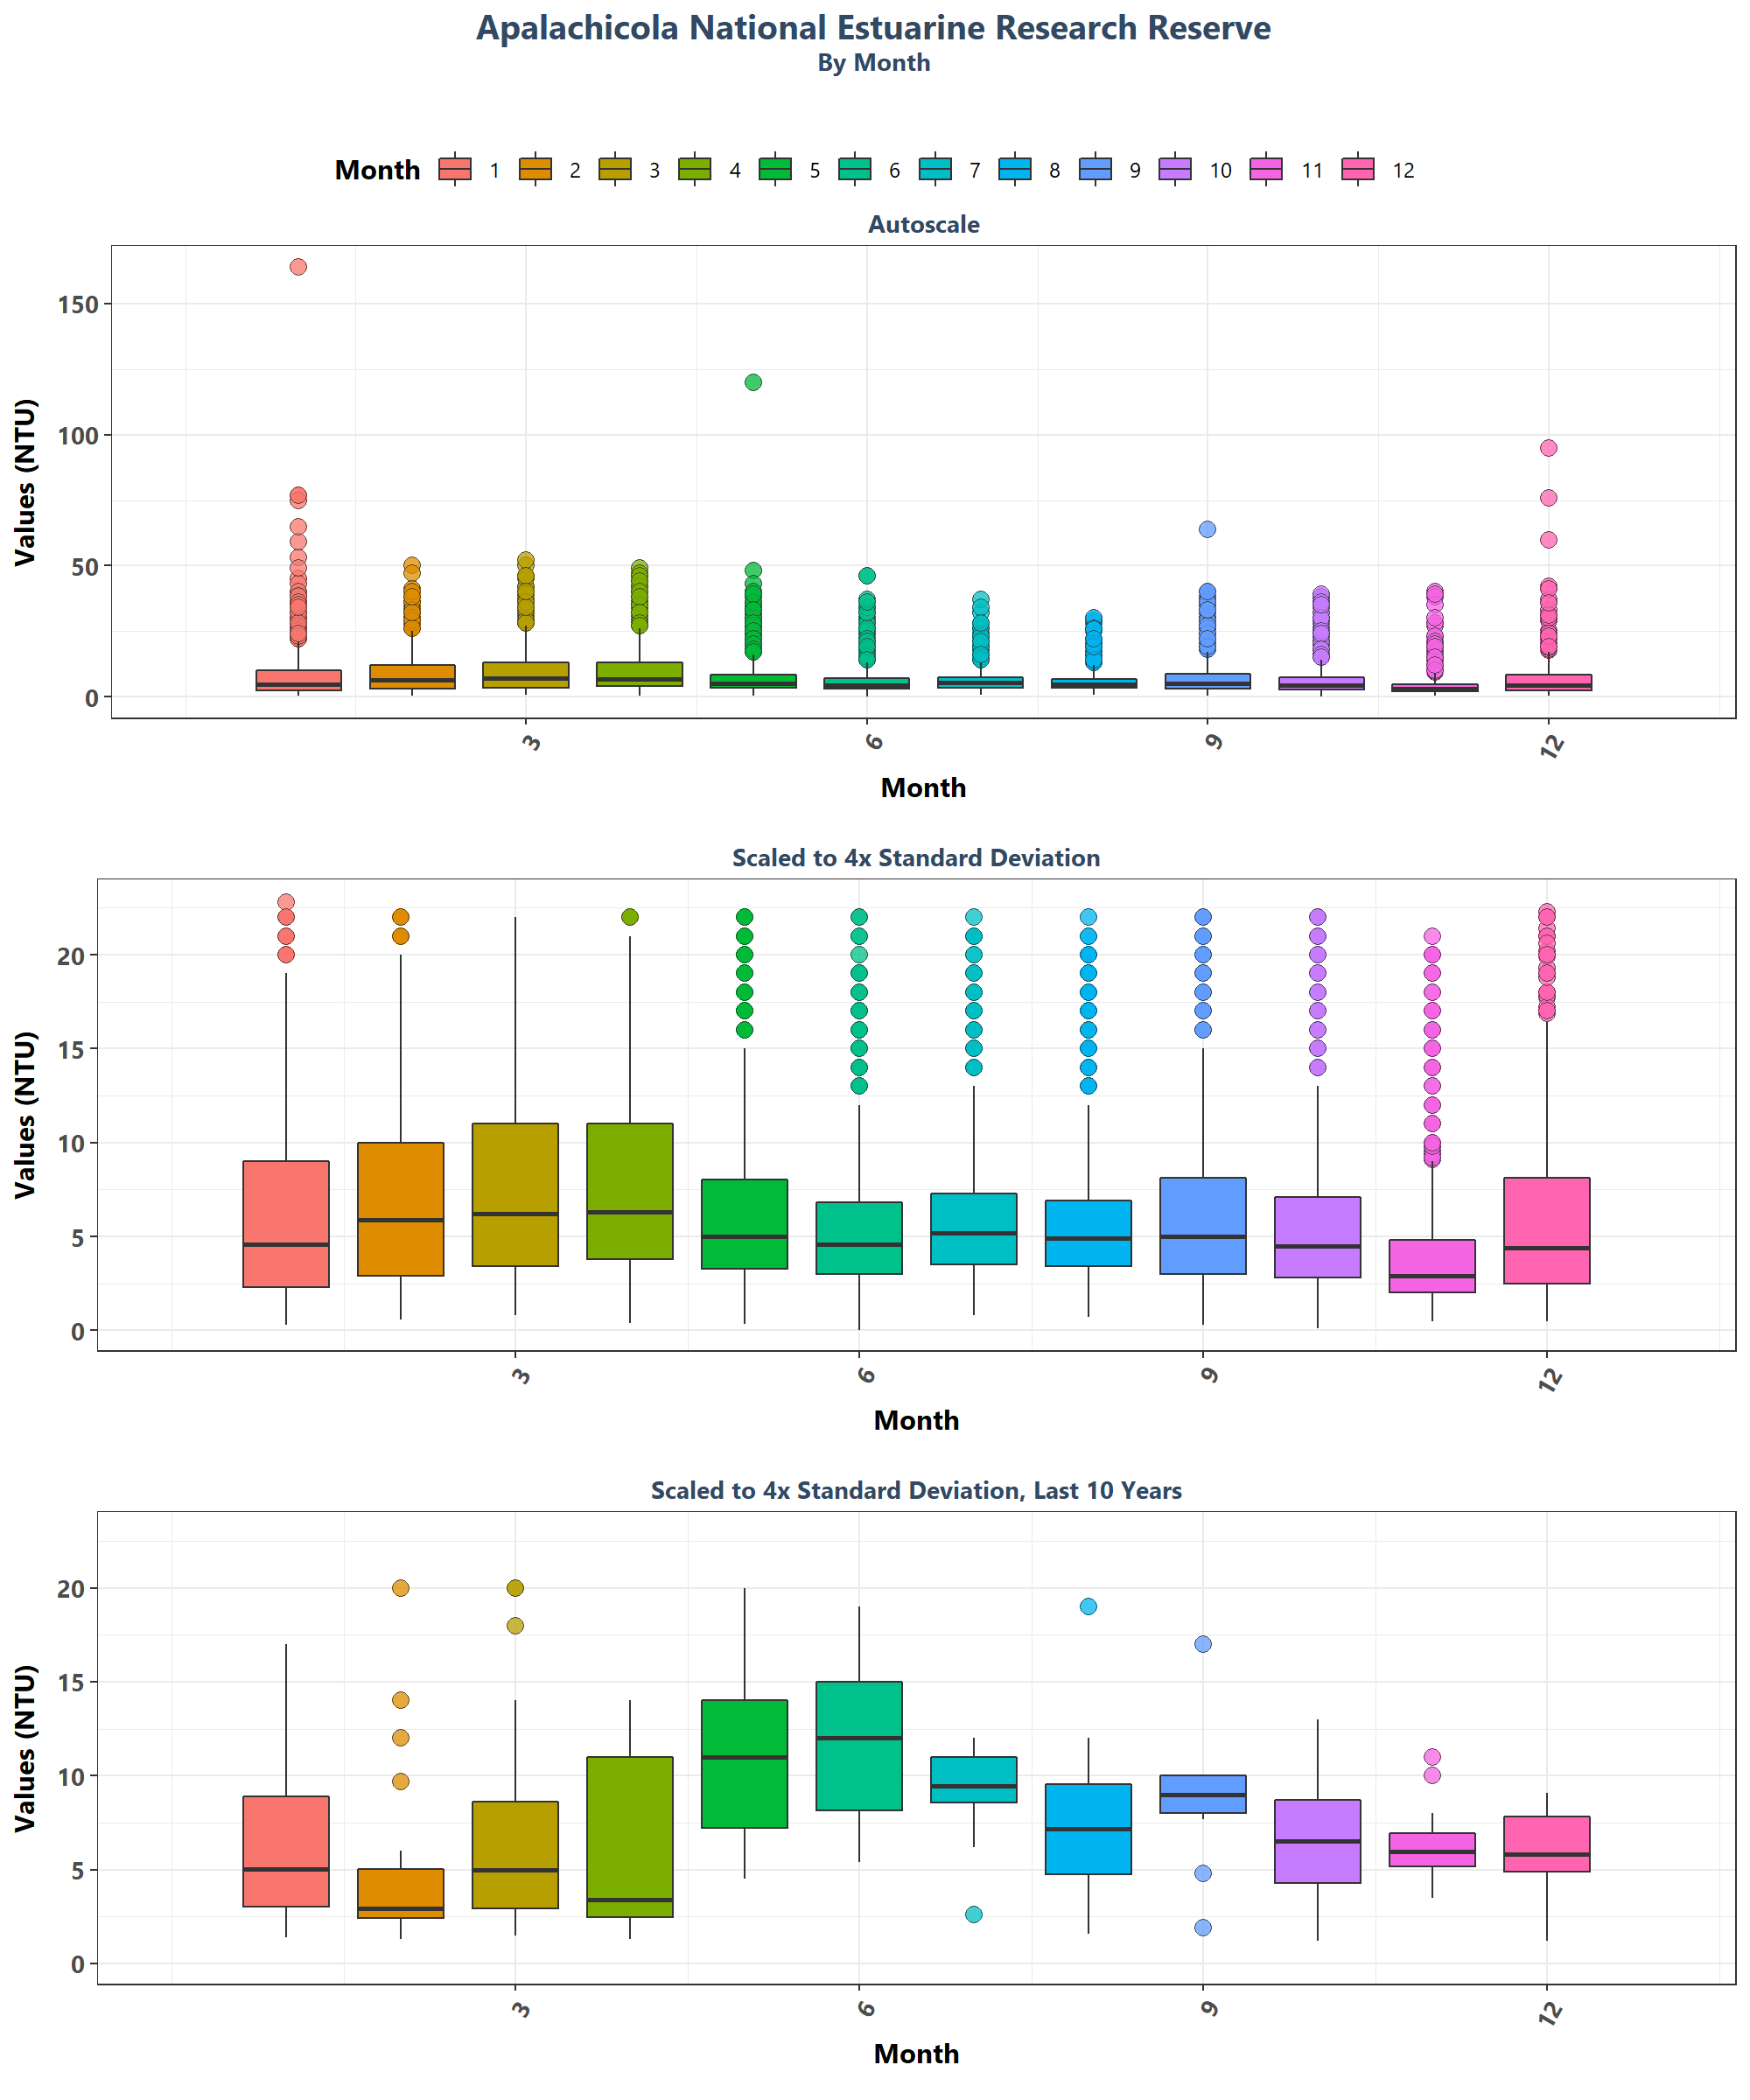 Apalachicola National Estuarine Research Reserve
By Month
Month 1 2 3 4 5 6 7 8 9 10 11 12
Autoscale
Values (NTU)
150
100
50
0
3 6 9 12
Month
Scaled to 4x Standard Deviation
Values (NTU)
20
15
10
5
0
3 6 9 12
Month
Scaled to 4x Standard Deviation, Last 10 Years
Values (NTU)
20
15
10
5
0
3 6 9 12
Month